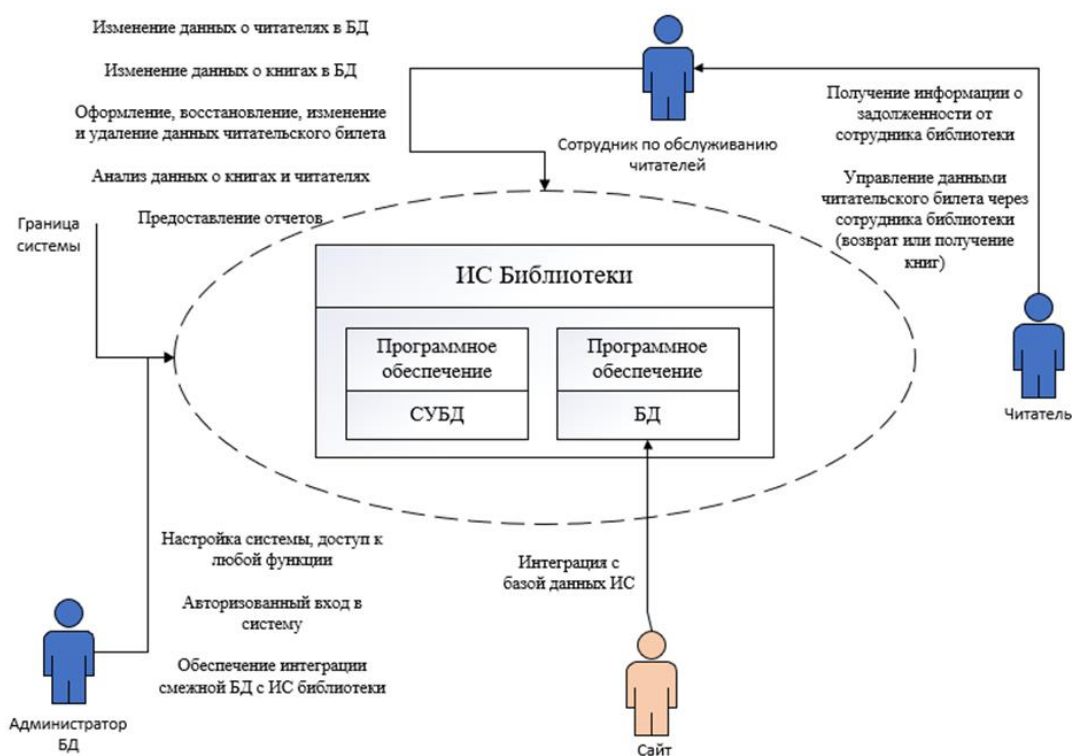 Изменение данных о читателях в БД
Изменение данных о книгах в БД
Оформление, восстановление, изменение
и удаление данных читательского билета
Анализ данных о книгах и читателях
Предоставление отчетов
Граница
системы
Сотрудник по обслуживанию
читателей
Получение информации о
задолженности от
сотрудника библиотеки
Управление данными
читательского билета через
сотрудника библиотеки
(возврат или получение
книг)
Читатель
ИС Библиотеки
Программное
обеспечение
СУБД
Программное
обеспечение
БД
Настройка системы, доступ к
любой функции
Авторизованный вход в
систему
Обеспечение интеграции
смежной БД с ИС библиотеки
Администратор
БД
Интеграция с
базой данных ИС
Сайт